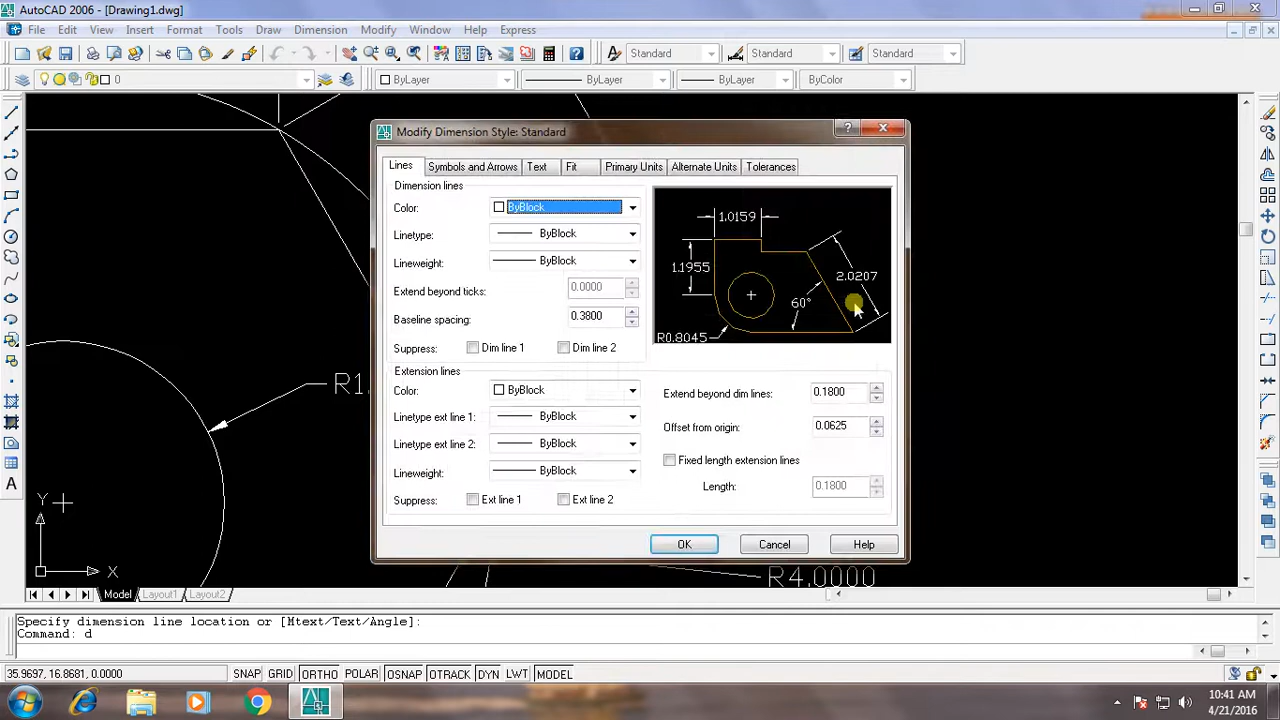 AutoCAD 2006 - [Drawing1.dwg]
File Edit View Insert Format Tools Draw Dimension Modify Window Help Express
Standard Standard Standard
0 ByLayer ByLayer ByLayer ByColor
Modify Dimension Style: Standard
Lines Symbols and Arrows Text Fit Primary Units Alternate Units Tolerances
Dimension lines
Color: ByBlock
Linetype: ByBlock
Lineweight: ByBlock
Extend beyond ticks: 0.0000
Baseline spacing: 0.3800
Suppress: Dim line 1 Dim line 2
1.0159
1.1955
2.0207
60°
R0.8045
Extension lines
Color: ByBlock
Linetype ext line 1: ByBlock
Linetype ext line 2: ByBlock
Lineweight: ByBlock
Suppress: Ext line 1 Ext line 2
Extend beyond dim lines: 0.1800
Offset from origin: 0.0625
Fixed length extension lines
Length: 0.1800
OK Cancel Help
R1.
R4.0000
Y
X
Model Layout1 Layout2
Specify dimension line location or [Mtext/Text/Angle]:
Command: d
35.9697, 16.8681, 0.0000 SNAP GRID ORTHO POLAR OSNAP OTRACK DYN LWT MODEL
10:41 AM
4/21/2016